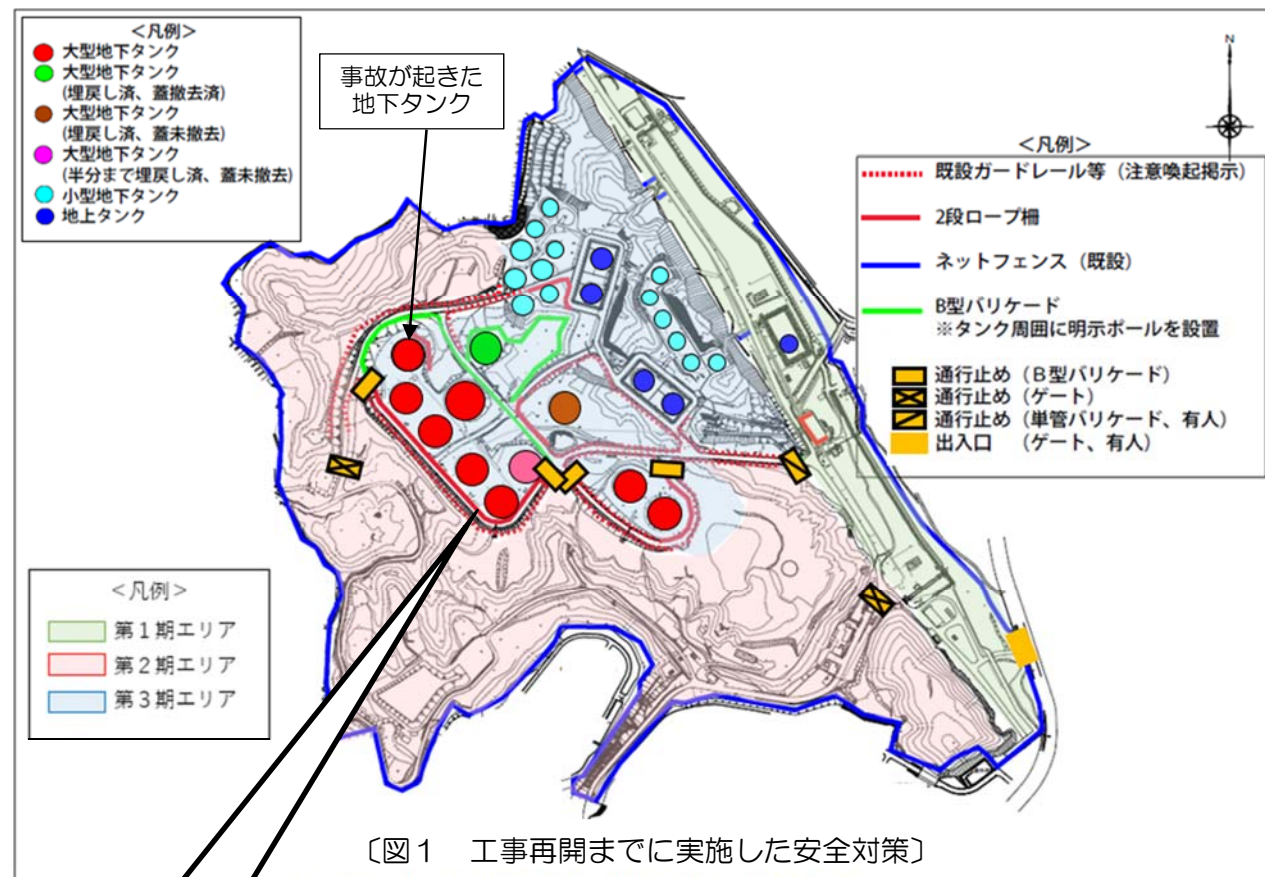 <凡例>
大型地下タンク
大型地下タンク
(埋戻し済、蓋撤去済)
大型地下タンク
(埋戻し済、蓋未撤去)
大型地下タンク
(半分まで埋戻し済、蓋未撤去)
小型地下タンク
地上タンク
事故が起きた
地下タンク
N
<凡例>
既設ガードレール等（注意喚起掲示）
2段ロープ柵
ネットフェンス（既設）
B型バリケード
※タンク周囲に明示ポールを設置
通行止め（Ｂ型バリケード）
通行止め（ゲート）
通行止め（単管バリケード、有人）
出入口　（ゲート、有人）
<凡例>
第１期エリア
第２期エリア
第３期エリア
〔図１　工事再開までに実施した安全対策〕